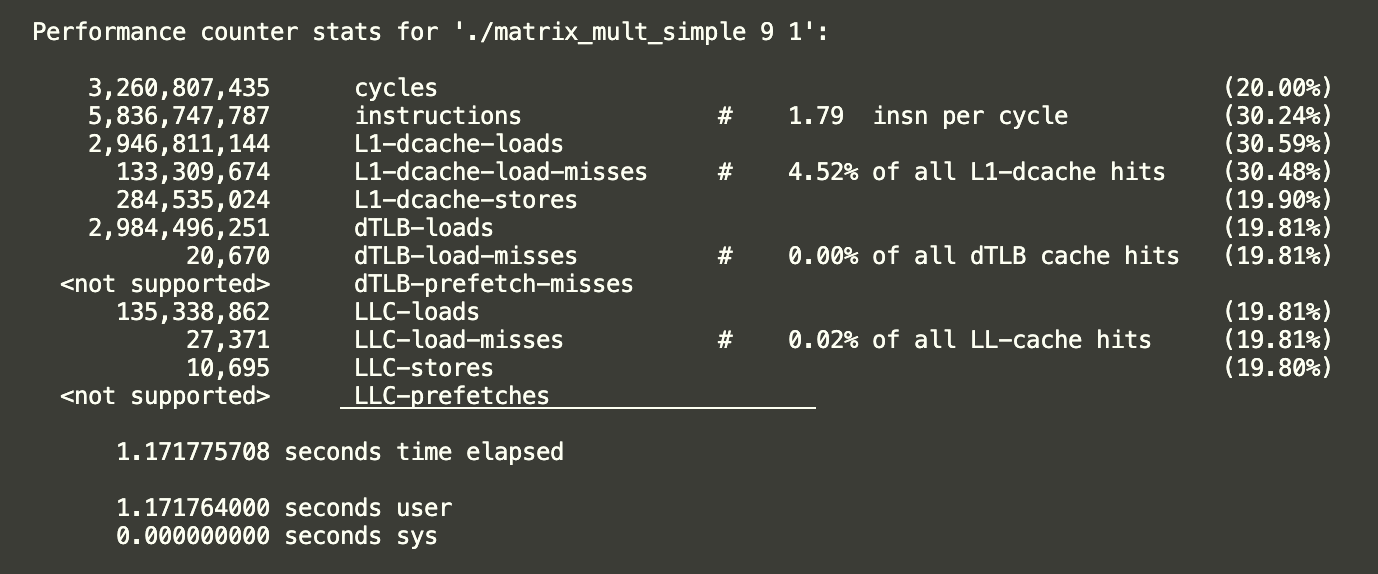 Performance counter stats for './matrix_mult_simple 9 1':
3,260,807,435 cycles (20.00%)
5,836,747,787 instructions # 1.79 insn per cycle (30.24%)
2,946,811,144 L1-dcache-loads (30.59%)
133,309,674 L1-dcache-load-misses # 4.52% of all L1-dcache hits (30.48%)
284,535,024 L1-dcache-stores (19.90%)
2,984,496,251 dTLB-loads (19.81%)
20,670 dTLB-load-misses # 0.00% of all dTLB cache hits (19.81%)
<not supported> dTLB-prefetch-misses
135,338,862 LLC-loads (19.81%)
27,371 LLC-load-misses # 0.02% of all LL-cache hits (19.81%)
10,695 LLC-stores (19.80%)
<not supported> LLC-prefetches
1.171775708 seconds time elapsed
1.171764000 seconds user
0.000000000 seconds sys